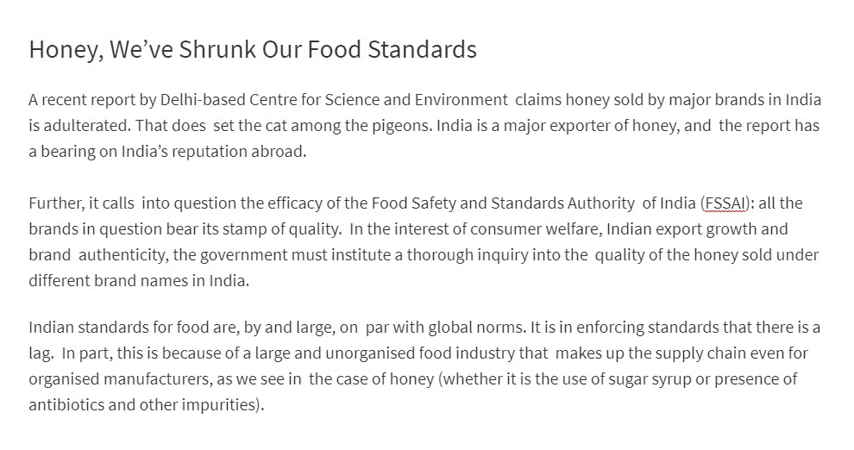 Honey, We’ve Shrunk Our Food Standards
A recent report by Delhi-based Centre for Science and Environment claims honey sold by major brands in India
is adulterated. That does set the cat among the pigeons. India is a major exporter of honey, and the report has
a bearing on India’s reputation abroad.
Further, it calls into question the efficacy of the Food Safety and Standards Authority of India (FSSAI): all the
brands in question bear its stamp of quality. In the interest of consumer welfare, Indian export growth and
brand authenticity, the government must institute a thorough inquiry into the quality of the honey sold under
different brand names in India.
Indian standards for food are, by and large, on par with global norms. It is in enforcing standards that there is a
lag. In part, this is because of a large and unorganised food industry that makes up the supply chain even for
organised manufacturers, as we see in the case of honey (whether it is the use of sugar syrup or presence of
antibiotics and other impurities).